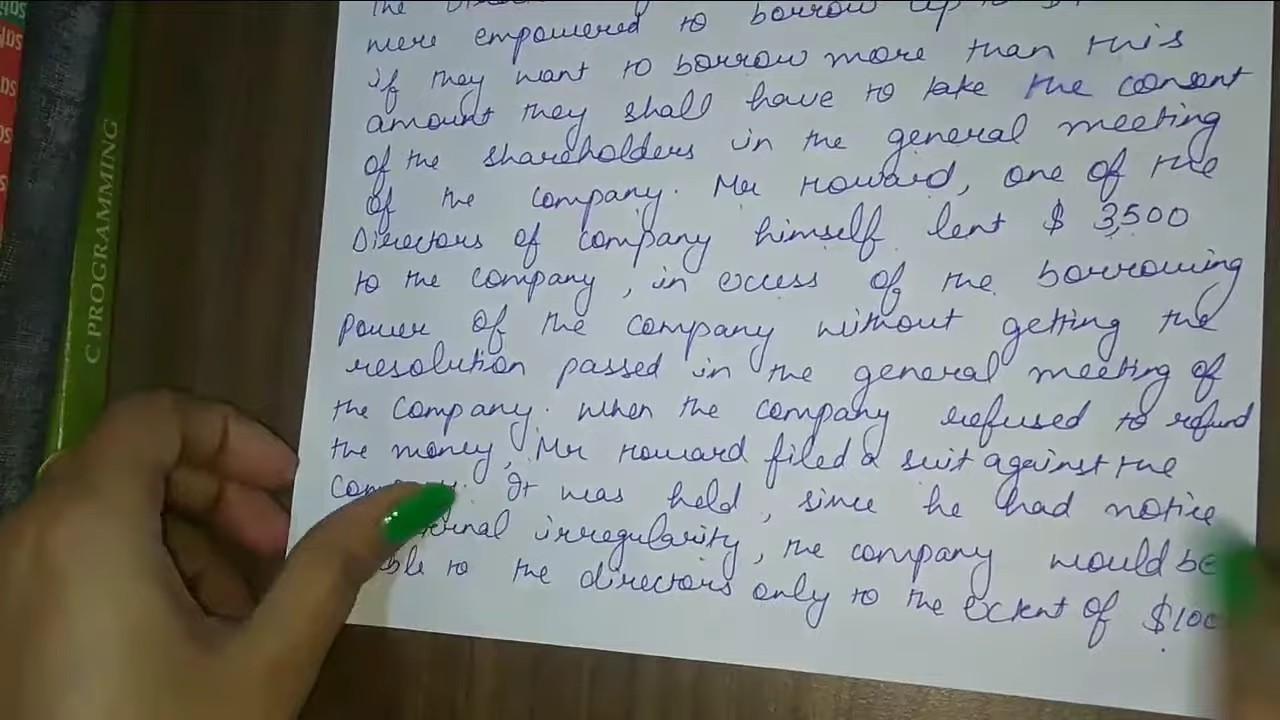 C PROGRAMMING
the
were empowered to borrow up to
if they want to borrow more than this
amount they shall have to take the consent
of the shareholders in the general meeting
of the company. Mr Howard, one of the
Directors of company himself lent $ 3,500
to the company, in excess of the borrowing
power of the company without getting the
resolution passed in the general meeting of
the company. When the company refused to refund
the money, Mr Howard filed a suit against the
It was held, since he had notice
irregularity, the company would be
to the directors only to the extent of